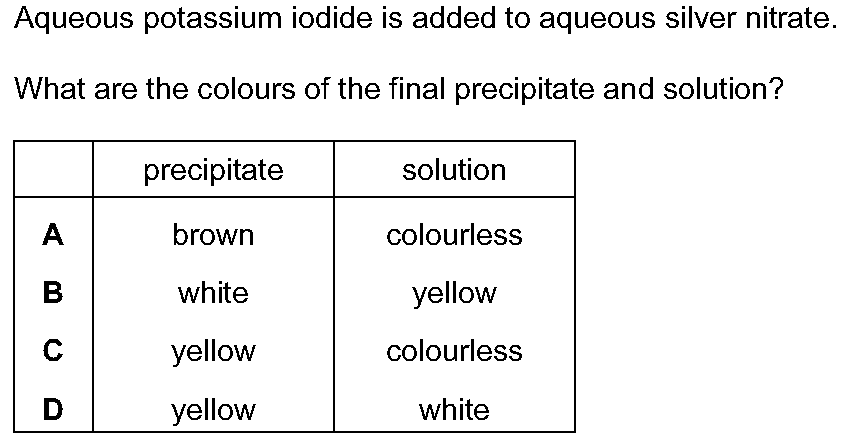 Aqueous potassium iodide is added to aqueous silver nitrate.
What are the colours of the final precipitate and solution?
precipitate solution
A brown colourless
B white yellow
C yellow colourless
D yellow white